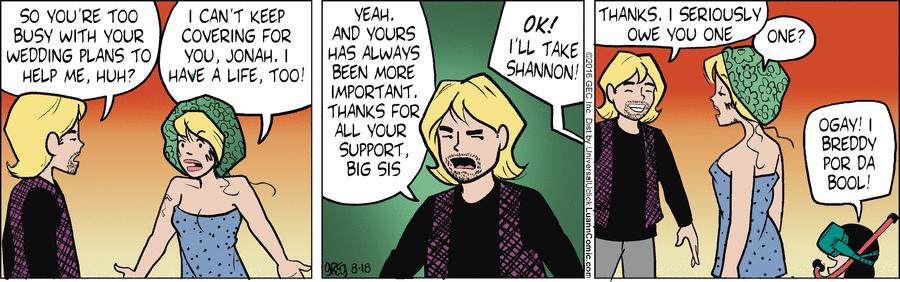 SO YOU'RE TOO
BUSY WITH YOUR
WEDDING PLANS TO
HELP ME, HUH?
I CAN'T KEEP
COVERING FOR
YOU, JONAH. I
HAVE A LIFE, TOO!
YEAH.
AND YOURS
HAS ALWAYS
BEEN MORE
IMPORTANT.
THANKS FOR
ALL YOUR
SUPPORT,
BIG SIS
OK!
I'LL TAKE
SHANNON!
GREG 8-18
©2016 GEC, Inc. Dist by UniversalUclick LuannComic.com
THANKS. I SERIOUSLY
OWE YOU ONE
ONE?
OGAY! I
BREDDY
POR DA
BOOL!